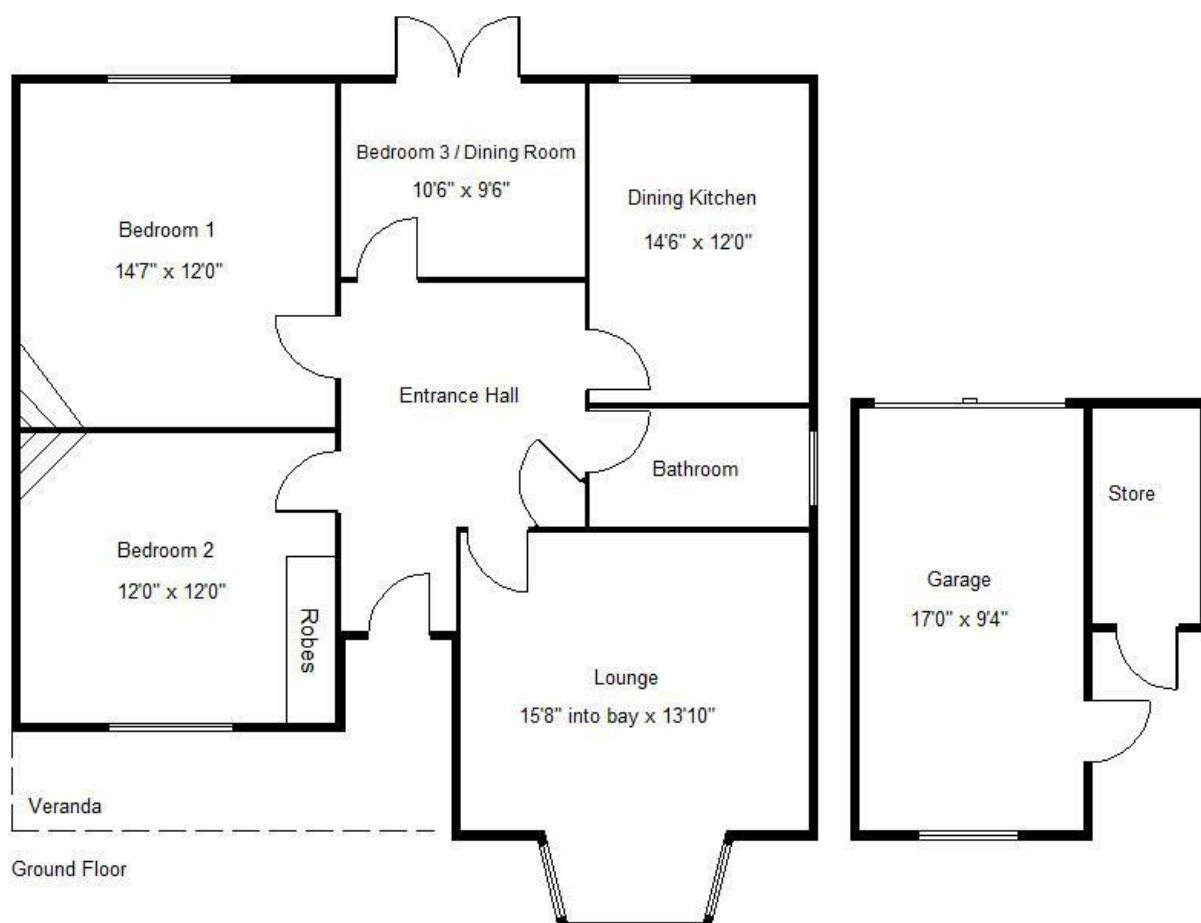 Bedroom 3 / Dining Room
10'6" x 9'6"
Dining Kitchen
14'6" x 12'0"
Bedroom 1
14'7" x 12'0"
Entrance Hall
Bathroom
Store
Bedroom 2
12'0" x 12'0"
Robes
Garage
17'0" x 9'4"
Lounge
15'8" into bay x 13'10"
Veranda
Ground Floor